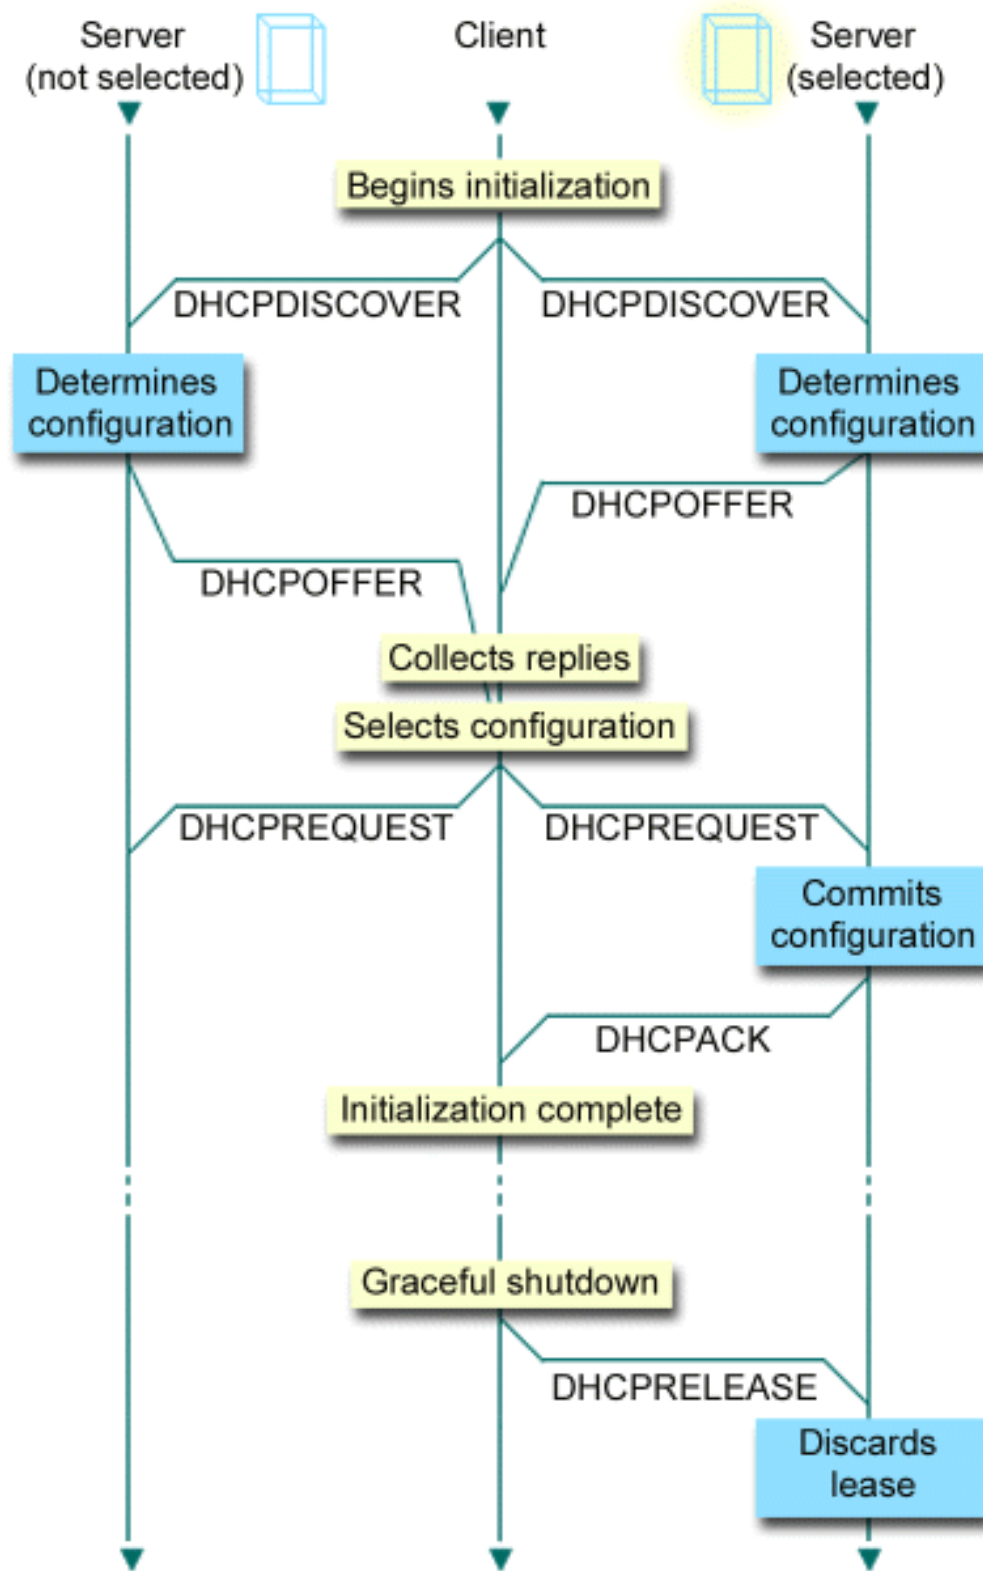 Server
(not selected)
Client
Server
(selected)
Begins initialization
DHCPDISCOVER
DHCPDISCOVER
Determines
configuration
Determines
configuration
DHCPOFFER
DHCPOFFER
Collects replies
Selects configuration
DHCPREQUEST
DHCPREQUEST
Commits
configuration
DHCPACK
Initialization complete
Graceful shutdown
DHCPRELEASE
Discards
lease